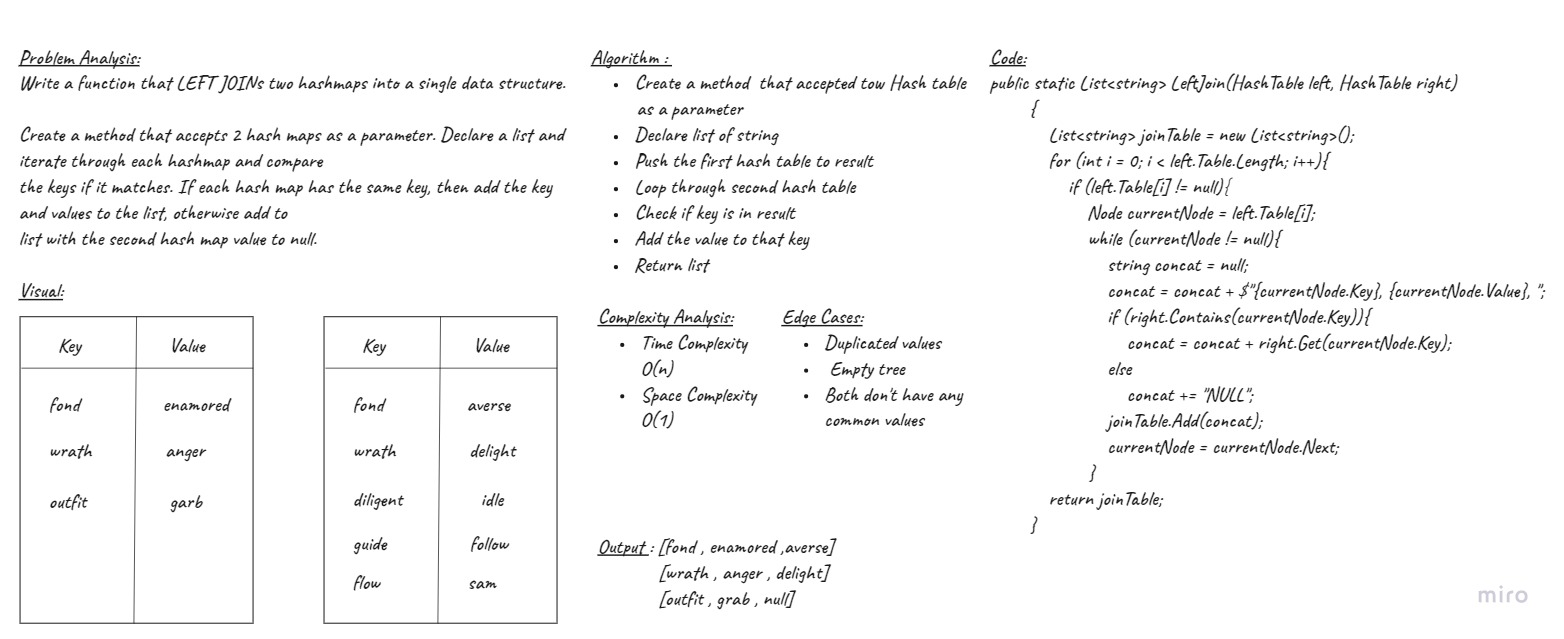 Problem Analysis:
Write a function that LEFT JOINs two hashmaps into a single data structure.
Create a method that accepts 2 hash maps as a parameter. Declare a list and
iterate through each hashmap and compare
the keys if it matches. If each hash map has the same key, then add the key
and values to the list, otherwise add to
list with the second hash map value to null.
Visual:
Key Value
fond enamored
wrath anger
outfit garb
Key Value
fond averse
wrath delight
diligent idle
guide follow
flow sam
Algorithm :
• Create a method that accepted tow Hash table
as a parameter
• Declare list of string
• Push the first hash table to result
• Loop through second hash table
• Check if key is in result
• Add the value to that key
• Return list
Complexity Analysis:
• Time Complexity
O(n)
• Space Complexity
O(1)
Edge Cases:
• Duplicated values
• Empty tree
• Both don't have any
common values
Output : [fond , enamored ,averse]
[wrath , anger , delight]
[outfit , grab , null]
Code:
public static List<string> LeftJoin(HashTable left, HashTable right)
{
List<string> joinTable = new List<string>();
for (int i = 0; i < left.Table.Length; i++){
if (left.Table[i] != null){
Node currentNode = left.Table[i];
while (currentNode != null){
string concat = null;
concat = concat + $"{currentNode.Key}, {currentNode.Value}, ";
if (right.Contains(currentNode.Key)){
concat = concat + right.Get(currentNode.Key);
else
concat += "NULL";
joinTable.Add(concat);
currentNode = currentNode.Next;
}
return joinTable;
}
miro